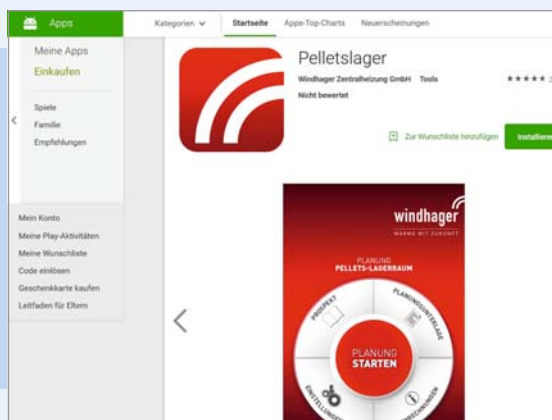 Apps
Kategorien
Startseite
Apps-Top-Charts
Neuerscheinungen
Meine Apps
Einkaufen
Spiele
Familie
Empfehlungen
Mein Konto
Meine Play-Aktivitäten
Meine Wunschliste
Code einlösen
Geschenkkarte kaufen
Leitfaden für Eltern
Pelletslager
Windhager Zentralheizung GmbH Tools
Nicht bewertet
Zur Wunschliste hinzufügen
Installieren
windhager
WÄRME MIT ZUKUNFT
PLANUNG
PELLETS-LAGERRAUM
PROSPEKT
PLANUNGSUNTERLAGE
PLANUNG
STARTEN
EINSTELLUNGEN